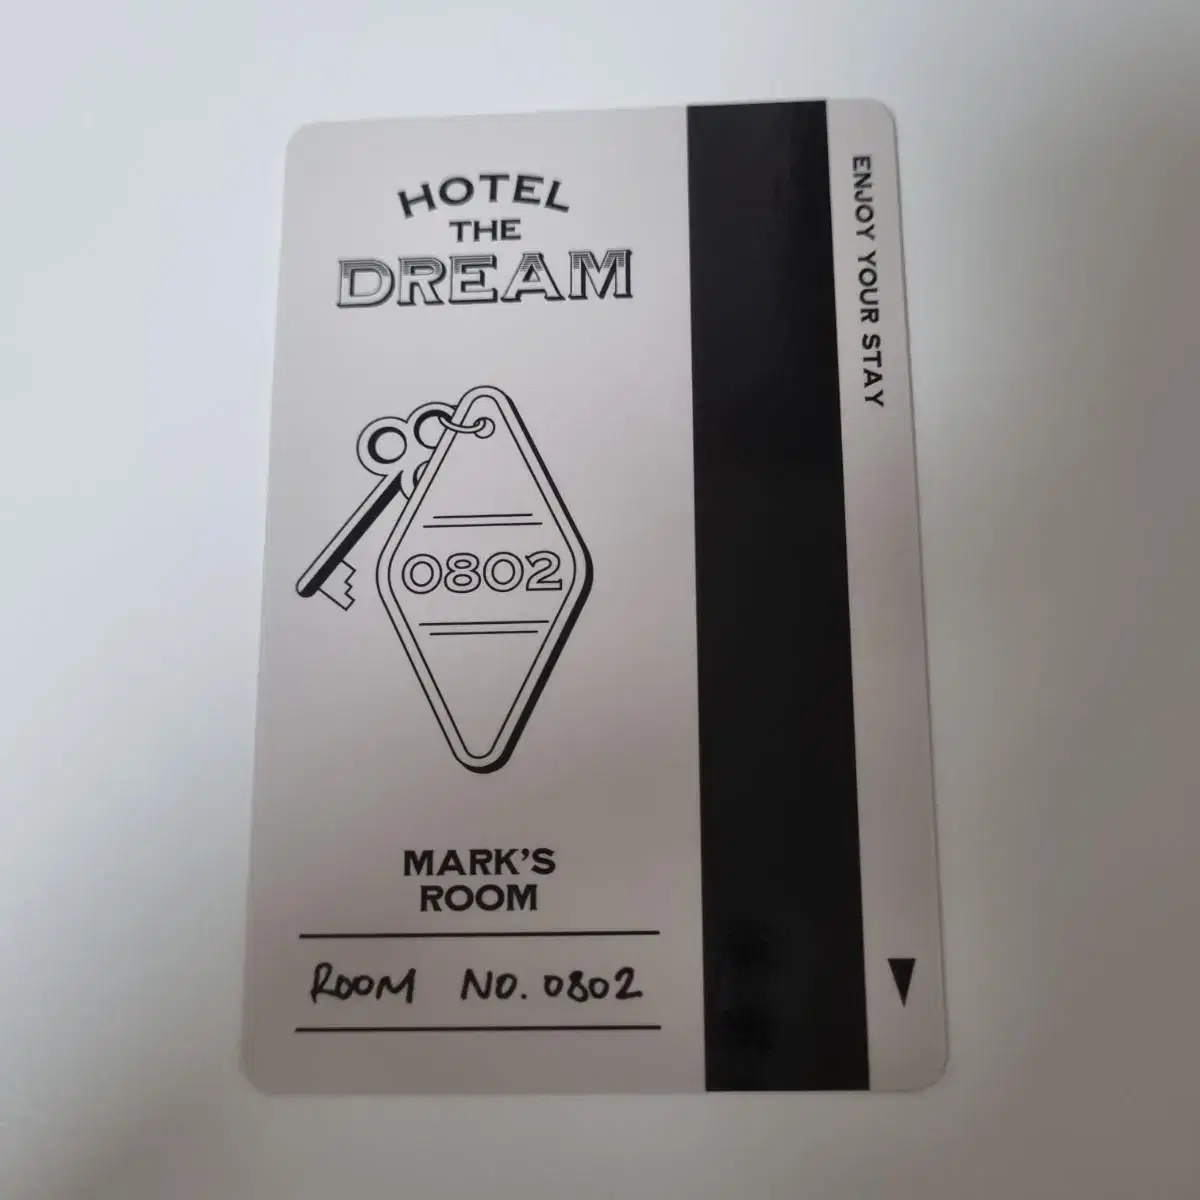 HOTEL
THE
DREAM
0802
MARK'S
ROOM
ROOM NO. 0802
ENJOY YOUR STAY